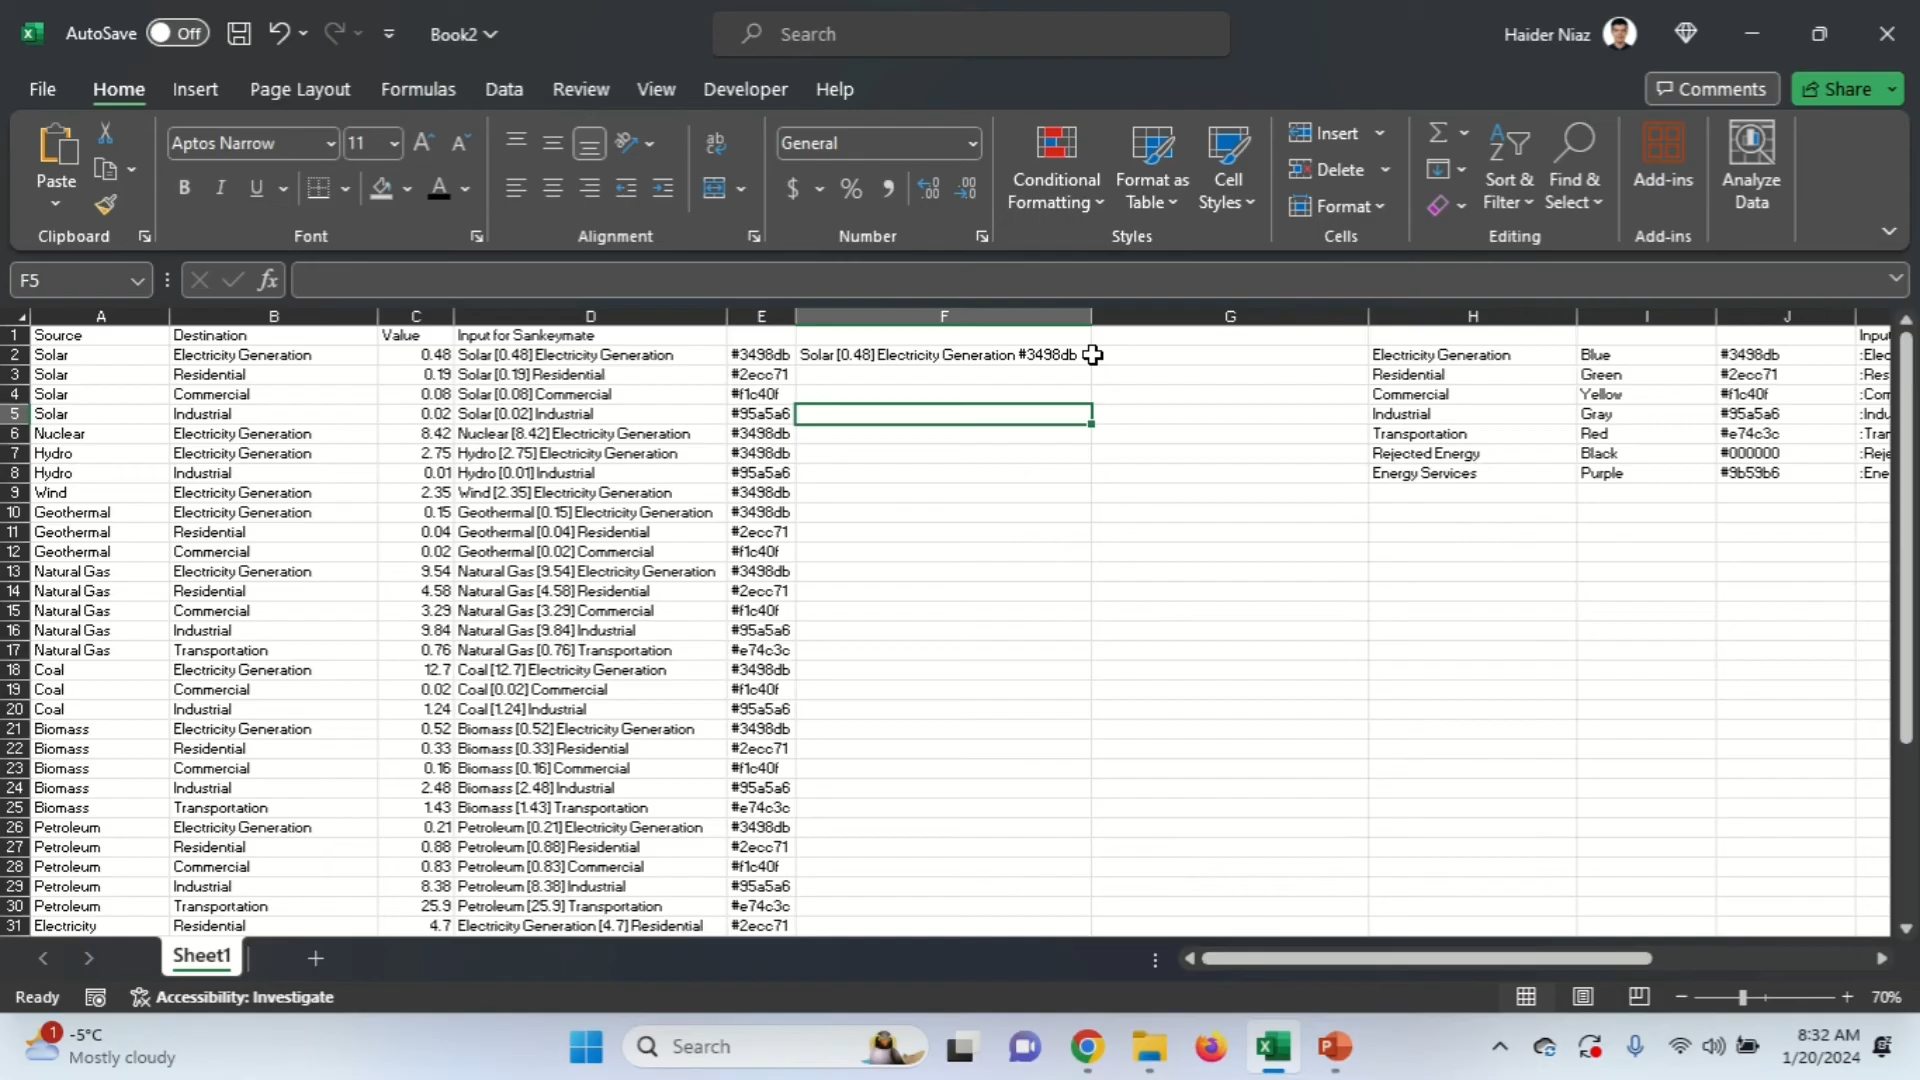 AutoSave Off Book2 Search Haider Niaz
File Home Insert Page Layout Formulas Data Developer Review View Help Comments Share
Paste Aptos Narrow 11 General Conditional Formatting Format as Table Cell Styles Insert Delete Format Sort & Filter Find & Select Add-ins Analyze Data
Clipboard Font Alignment Number Styles Cells Editing Add-ins
F5 fx
A B C D E F G H I J
1 Source Destination Value Input for Sankeymate
2 Solar Electricity Generation 0.48 Solar [0.48] Electricity Generation #3498db Solar [0.48] Electricity Generation #3498db Electricity Generation Blue #3498db :Elec
3 Solar Residential 0.19 Solar [0.19] Residential #2ecc71 Residential Green #2ecc71 :Res
4 Solar Commercial 0.08 Solar [0.08] Commercial #f1c40f Commercial Yellow #f1c40f :Com
5 Solar Industrial 0.02 Solar [0.02] Industrial #95a5a6 Industrial Gray #95a5a6 :Indu
6 Nuclear Electricity Generation 8.42 Nuclear [8.42] Electricity Generation #3498db Transportation Red #e74c3c :Trar
7 Hydro Electricity Generation 2.75 Hydro [2.75] Electricity Generation #3498db Rejected Energy Black #000000 :Reje
8 Hydro Industrial 0.01 Hydro [0.01] Industrial #95a5a6 Energy Services Purple #9b59b6 :Ene
9 Wind Electricity Generation 2.35 Wind [2.35] Electricity Generation #3498db
10 Geothermal Electricity Generation 0.15 Geothermal [0.15] Electricity Generation #3498db
11 Geothermal Residential 0.04 Geothermal [0.04] Residential #2ecc71
12 Geothermal Commercial 0.02 Geothermal [0.02] Commercial #f1c40f
13 Natural Gas Electricity Generation 9.54 Natural Gas [9.54] Electricity Generation #3498db
14 Natural Gas Residential 4.58 Natural Gas [4.58] Residential #2ecc71
15 Natural Gas Commercial 3.29 Natural Gas [3.29] Commercial #f1c40f
16 Natural Gas Industrial 9.84 Natural Gas [9.84] Industrial #95a5a6
17 Natural Gas Transportation 0.76 Natural Gas [0.76] Transportation #e74c3c
18 Coal Electricity Generation 12.7 Coal [12.7] Electricity Generation #3498db
19 Coal Commercial 0.02 Coal [0.02] Commercial #f1c40f
20 Coal Industrial 1.24 Coal [1.24] Industrial #95a5a6
21 Biomass Electricity Generation 0.52 Biomass [0.52] Electricity Generation #3498db
22 Biomass Residential 0.33 Biomass [0.33] Residential #2ecc71
23 Biomass Commercial 0.16 Biomass [0.16] Commercial #f1c40f
24 Biomass Industrial 2.48 Biomass [2.48] Industrial #95a5a6
25 Biomass Transportation 1.43 Biomass [1.43] Transportation #e74c3c
26 Petroleum Electricity Generation 0.21 Petroleum [0.21] Electricity Generation #3498db
27 Petroleum Residential 0.88 Petroleum [0.88] Residential #2ecc71
28 Petroleum Commercial 0.83 Petroleum [0.83] Commercial #f1c40f
29 Petroleum Industrial 8.38 Petroleum [8.38] Industrial #95a5a6
30 Petroleum Transportation 25.9 Petroleum [25.9] Transportation #e74c3c
31 Electricity Residential 4.7 Electricity Generation [4.7] Residential #2ecc71
Sheet1
Ready Accessibility: Investigate 70%
1 -5°C Mostly cloudy Search 8:32 AM 1/20/2024